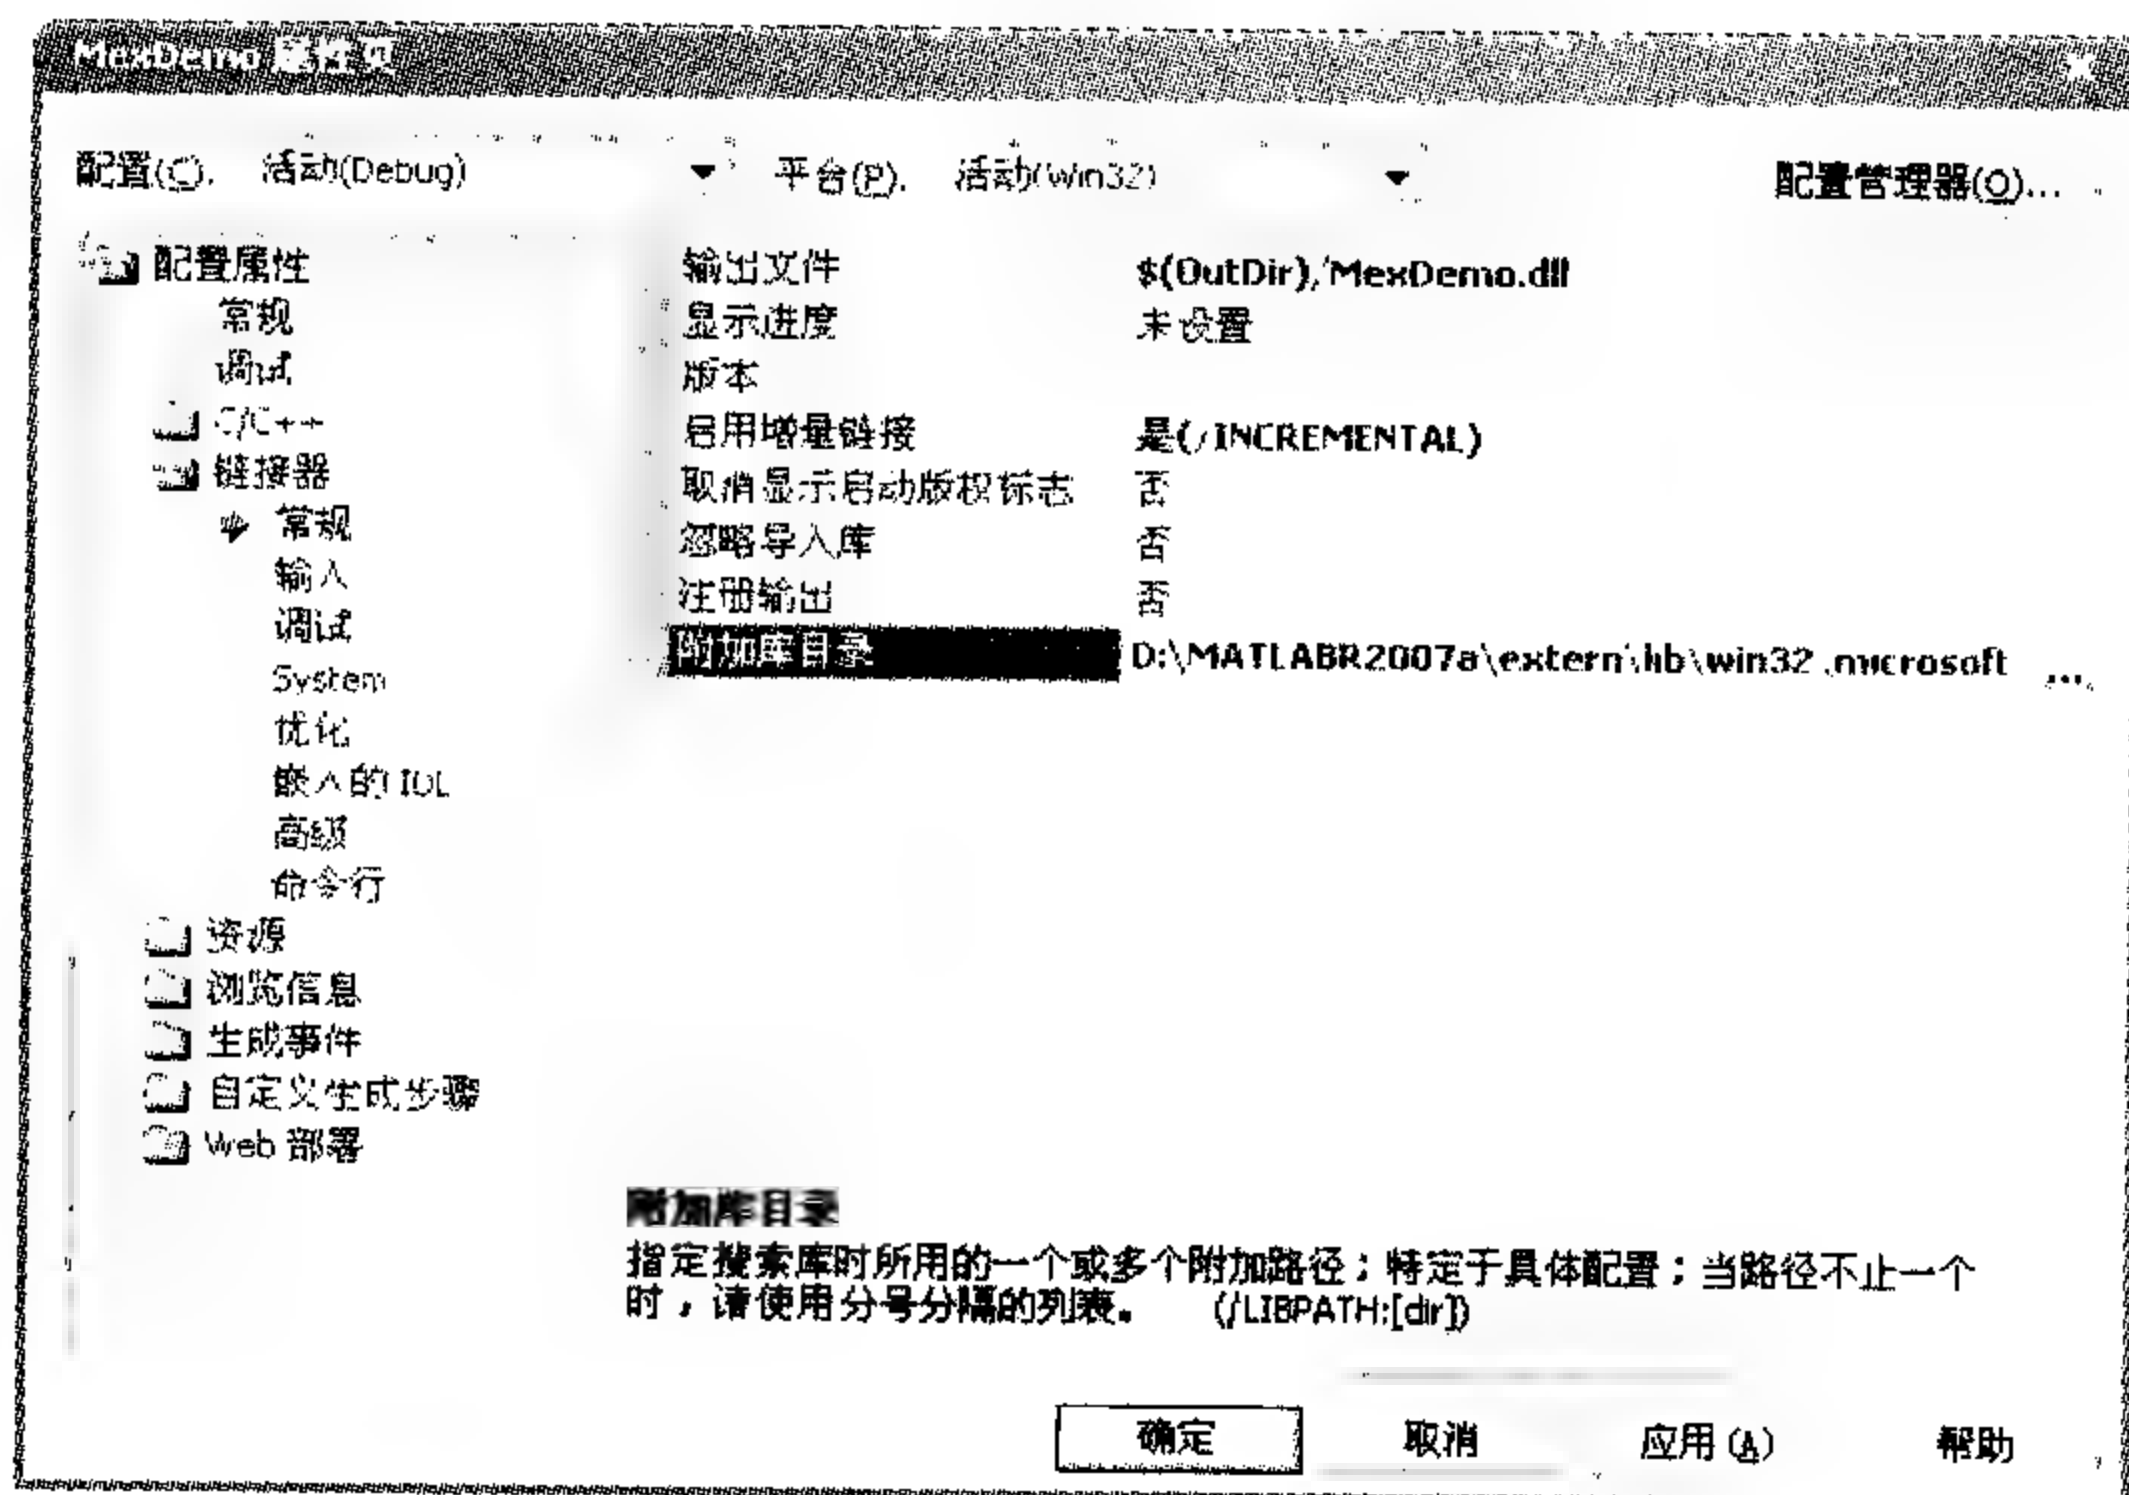 MexDemo 属性页
配置(C): 活动(Debug) 平台(P): 活动(Win32) 配置管理器(O)...
配置属性
常规
调试
C/C++
链接器
常规
输入
调试
System
优化
嵌入的 IDL
高级
命令行
资源
浏览信息
生成事件
自定义生成步骤
Web 部署
输出文件 $(OutDir)/MexDemo.dll
显示进度 未设置
版本
启用增量链接 是(/INCREMENTAL)
取消显示启动版权标志 否
忽略导入库 否
注册输出 否
附加库目录 D:\MATLABR2007a\extern\lib\win32\microsoft ...
附加库目录
指定搜索库时所用的一个或多个附加路径；特定于具体配置；当路径不止一个
时，请使用分号分隔的列表。 (/LIBPATH:[dir])
确定 取消 应用(A) 帮助